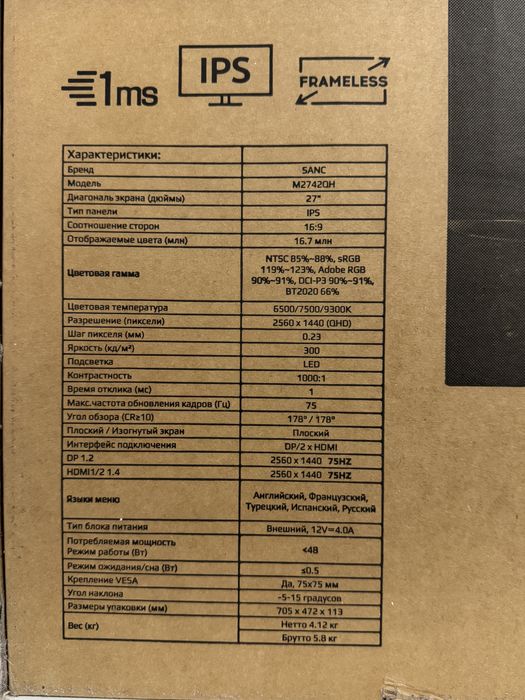 1ms
IPS
FRAMELESS
Характеристики:
Бренд SANC
Модель M2742QH
Диагональ экрана (дюймы) 27"
Тип панели IPS
Соотношение сторон 16:9
Отображаемые цвета (млн) 16.7 млн
Цветовая гамма
NTSC 85%~88%, sRGB
119%~123%, Adobe RGB
90%~91%, DCI-P3 90%~91%,
BT2020 66%
Цветовая температура 6500/7500/9300K
Разрешение (пиксели) 2560 x 1440 (QHD)
Шаг пикселя (мм) 0.23
Яркость (кд/м²) 300
Подсветка LED
Контрастность 1000:1
Время отклика (мс) 1
Макс.частота обновления кадров (Гц) 75
Угол обзора (CR≥10) 178° / 178°
Плоский / Изогнутый экран Плоский
Интерфейс подключения DP/2 x HDMI
DP 1.2 2560 x 1440 75HZ
HDMI1/2 1.4 2560 x 1440 75HZ
Языки меню
Английский, Французский,
Турецкий, Испанский, Русский
Тип блока питания Внешний, 12V=4.0A
Потребляемая мощность
Режим работы (Вт) <48
Режим ожидания/сна (Вт) ≤0.5
Крепление VESA Да, 75x75 мм
Угол наклона -5-15 градусов
Размеры упаковки (мм) 705 x 472 x 113
Вес (кг) Нетто 4.12 кг
Брутто 5.8 кг